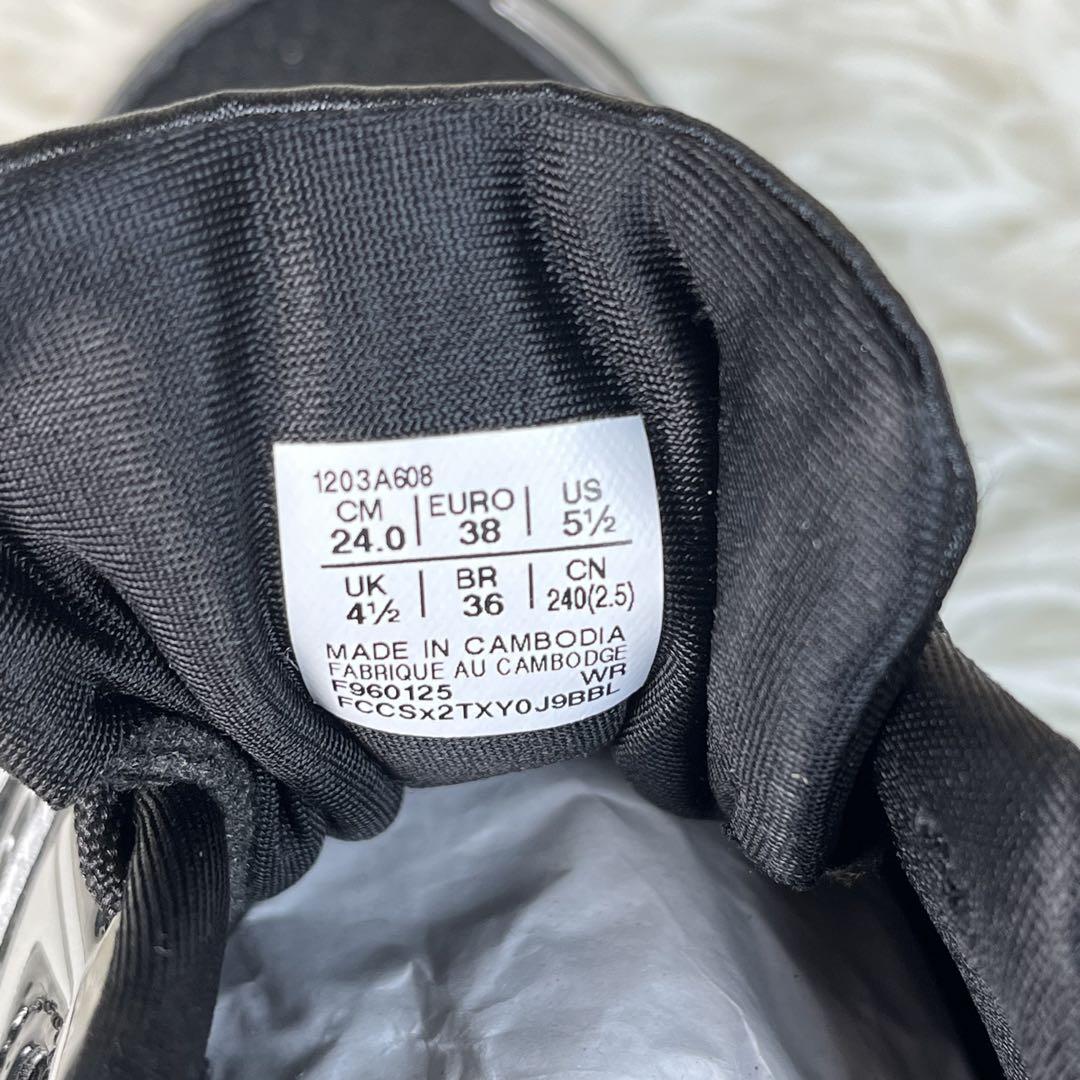 1203A608
CM | EURO | US
24.0 | 38 | 5½
UK | BR | CN
4½ | 36 | 240(2.5)
MADE IN CAMBODIA
FABRIQUE AU CAMBODGE
F960125 WR
FCCSx2TXY0J9BBL